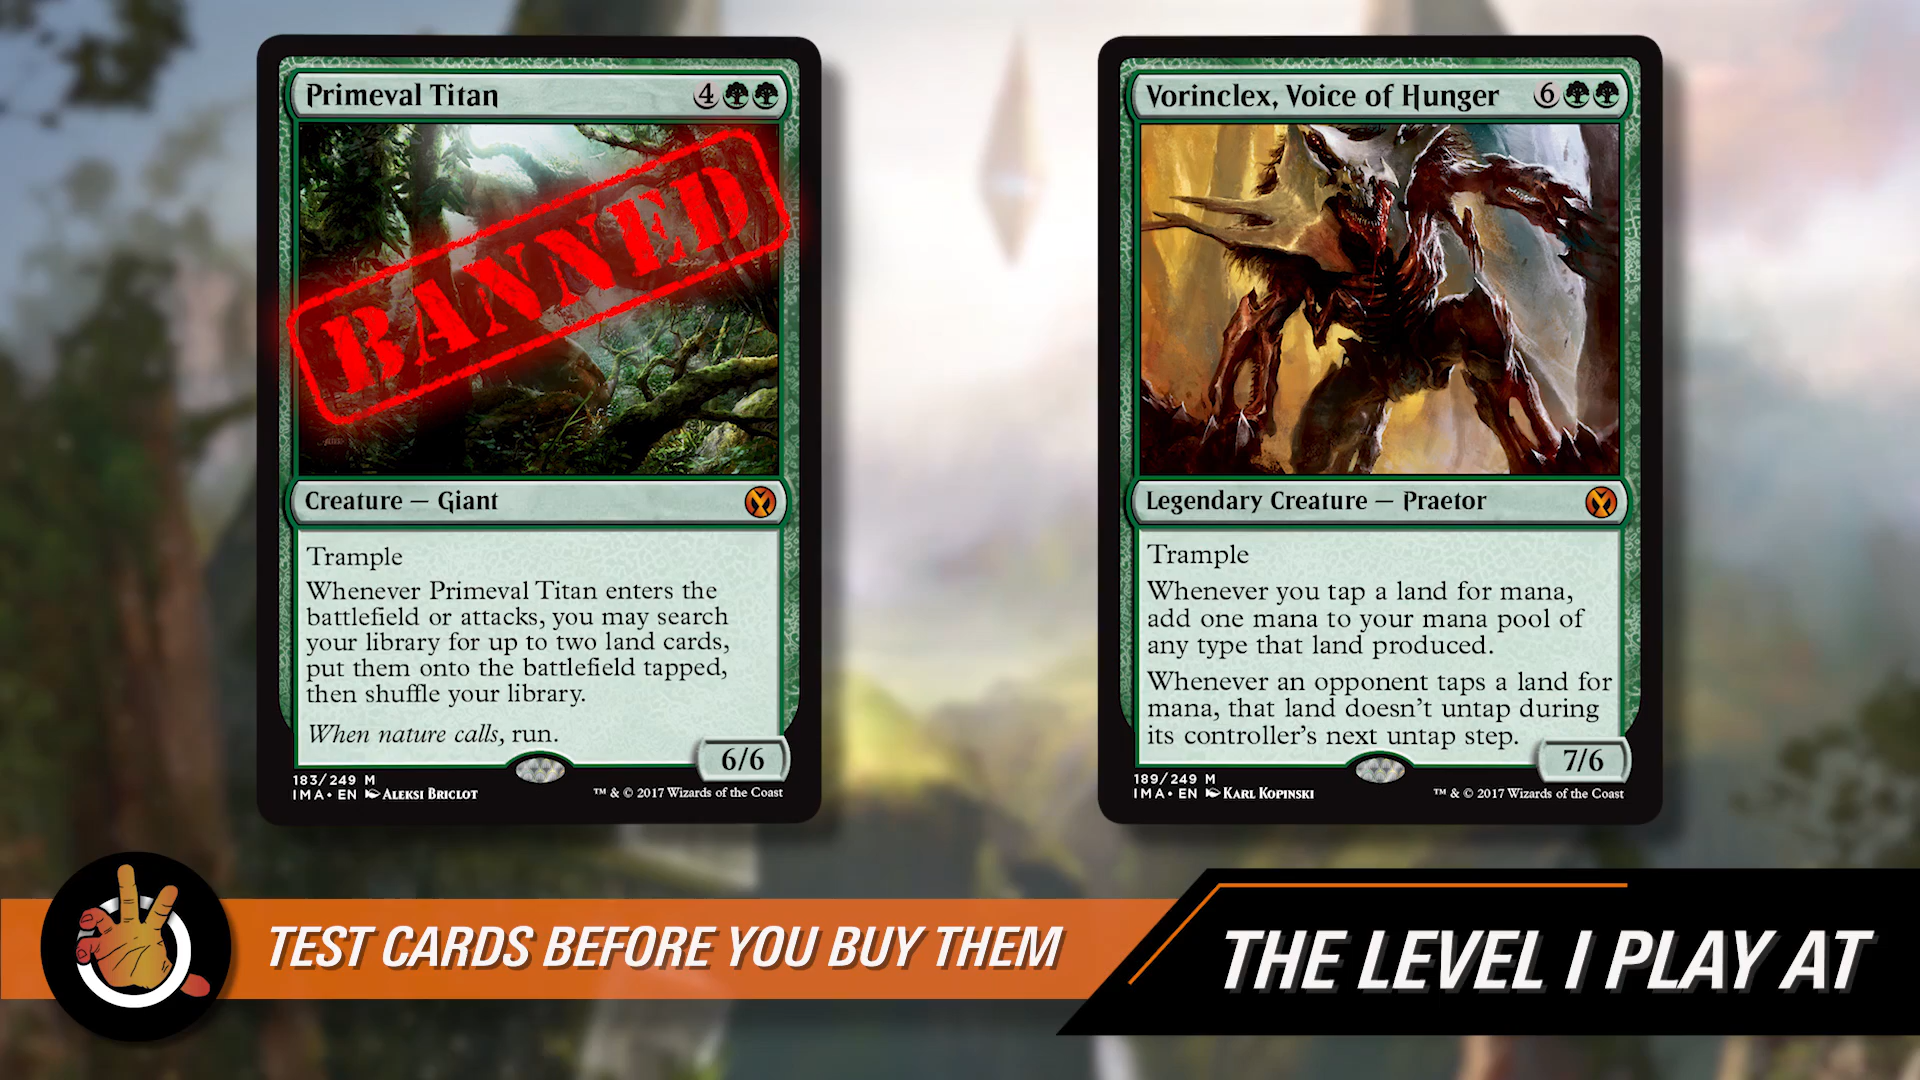 Primeval Titan
4
BANNED
Creature — Giant
Trample
Whenever Primeval Titan enters the
battlefield or attacks, you may search
your library for up to two land cards,
put them onto the battlefield tapped,
then shuffle your library.
When nature calls, run.
6/6
183/249 M
IMA • EN ALEKSI BRICLOT
™ & © 2017 Wizards of the Coast
Vorinclex, Voice of Hunger
6
Legendary Creature — Praetor
Trample
Whenever you tap a land for mana,
add one mana to your mana pool of
any type that land produced.
Whenever an opponent taps a land for
mana, that land doesn't untap during
its controller's next untap step.
7/6
189/249 M
IMA • EN KARL KOPINSKI
™ & © 2017 Wizards of the Coast
TEST CARDS BEFORE YOU BUY THEM
THE LEVEL I PLAY AT